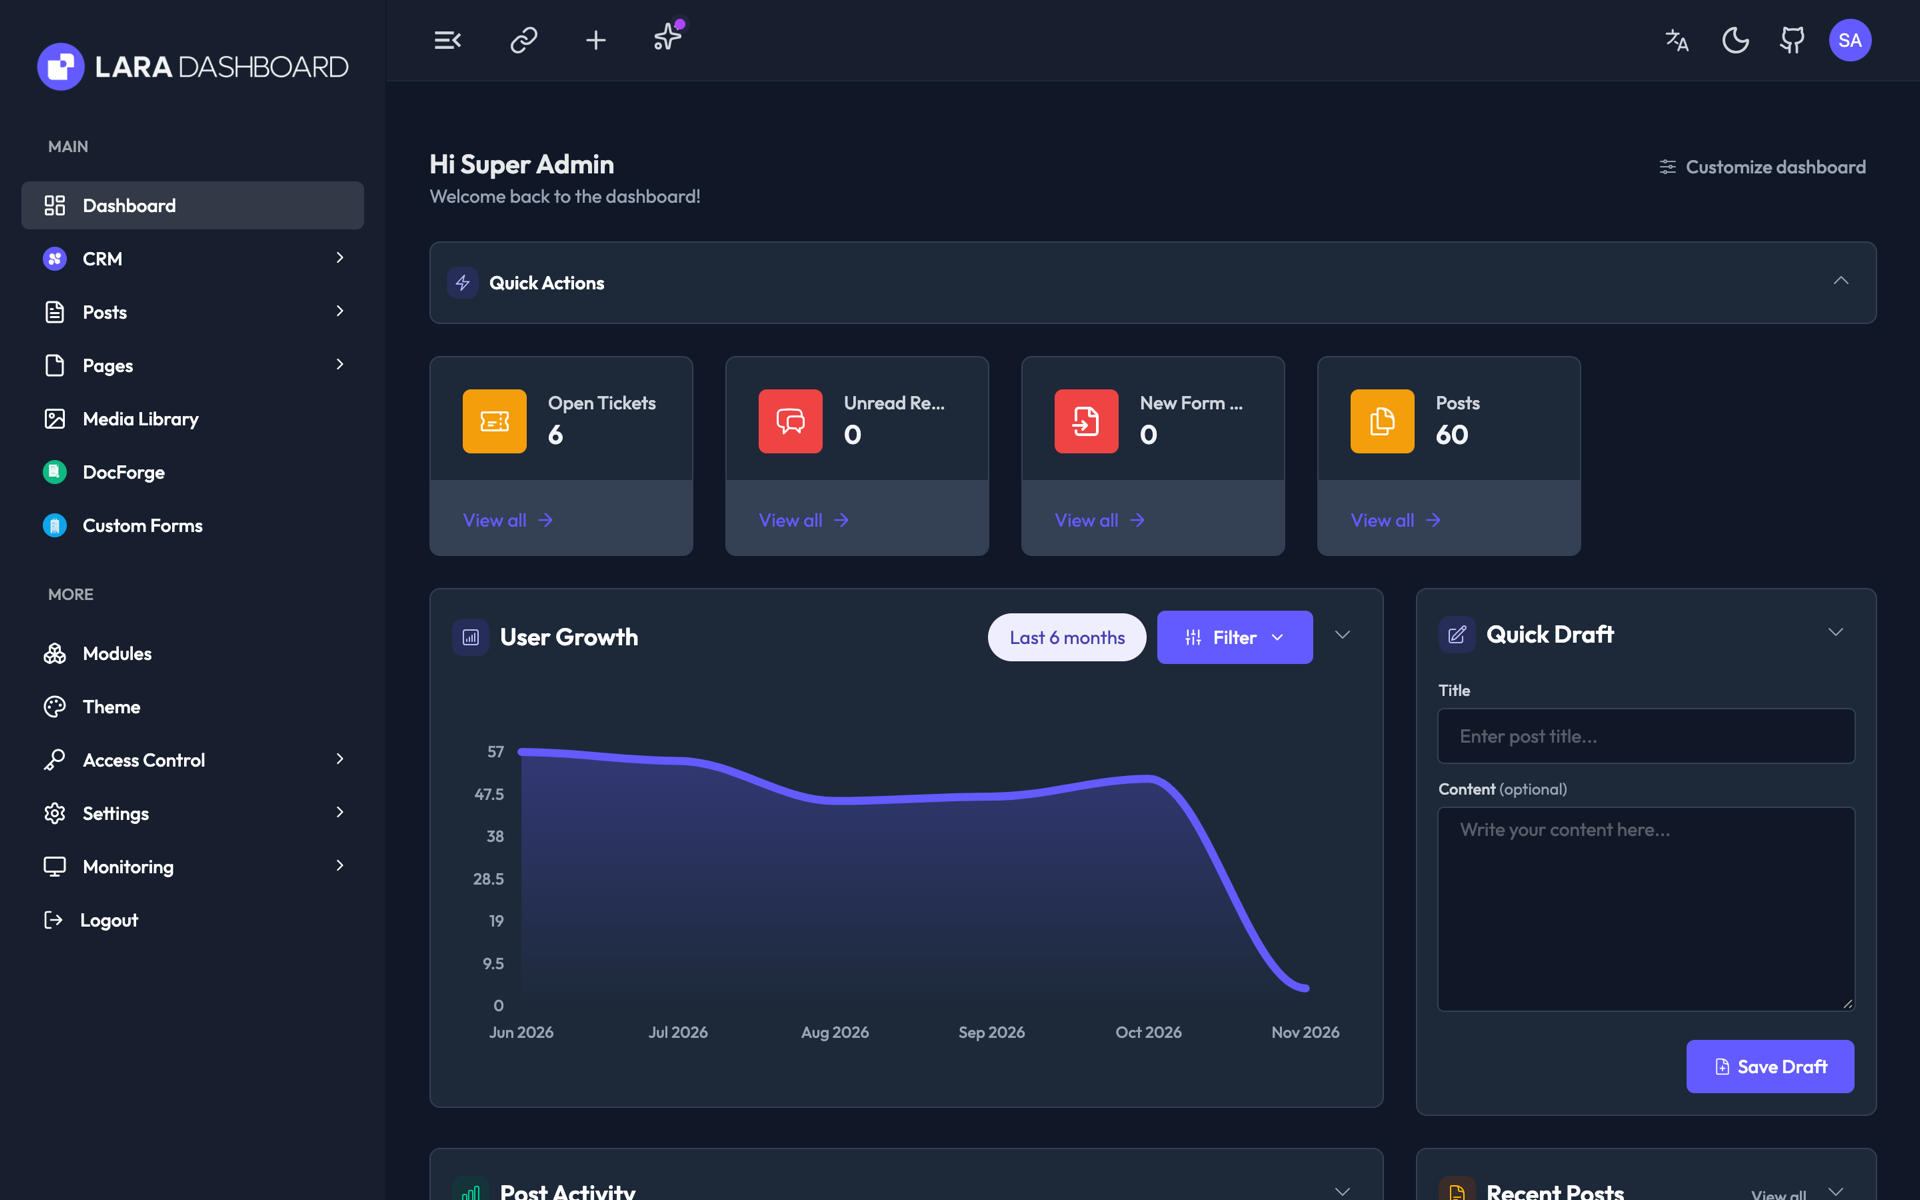 LARA DASHBOARD
MAIN
Dashboard
CRM
Posts
Pages
Media Library
DocForge
Custom Forms
MORE
Modules
Theme
Access Control
Settings
Monitoring
Logout
SA
Hi Super Admin
Welcome back to the dashboard!
Customize dashboard
Quick Actions
Open Tickets
6
View all
Unread Re...
0
View all
New Form ...
0
View all
Posts
60
View all
User Growth
Last 6 months
Filter
57
47.5
38
28.5
19
9.5
0
Jun 2026
Jul 2026
Aug 2026
Sep 2026
Oct 2026
Nov 2026
Quick Draft
Title
Enter post title...
Content (optional)
Write your content here...
Save Draft
Post Activity
Recent Posts
View all